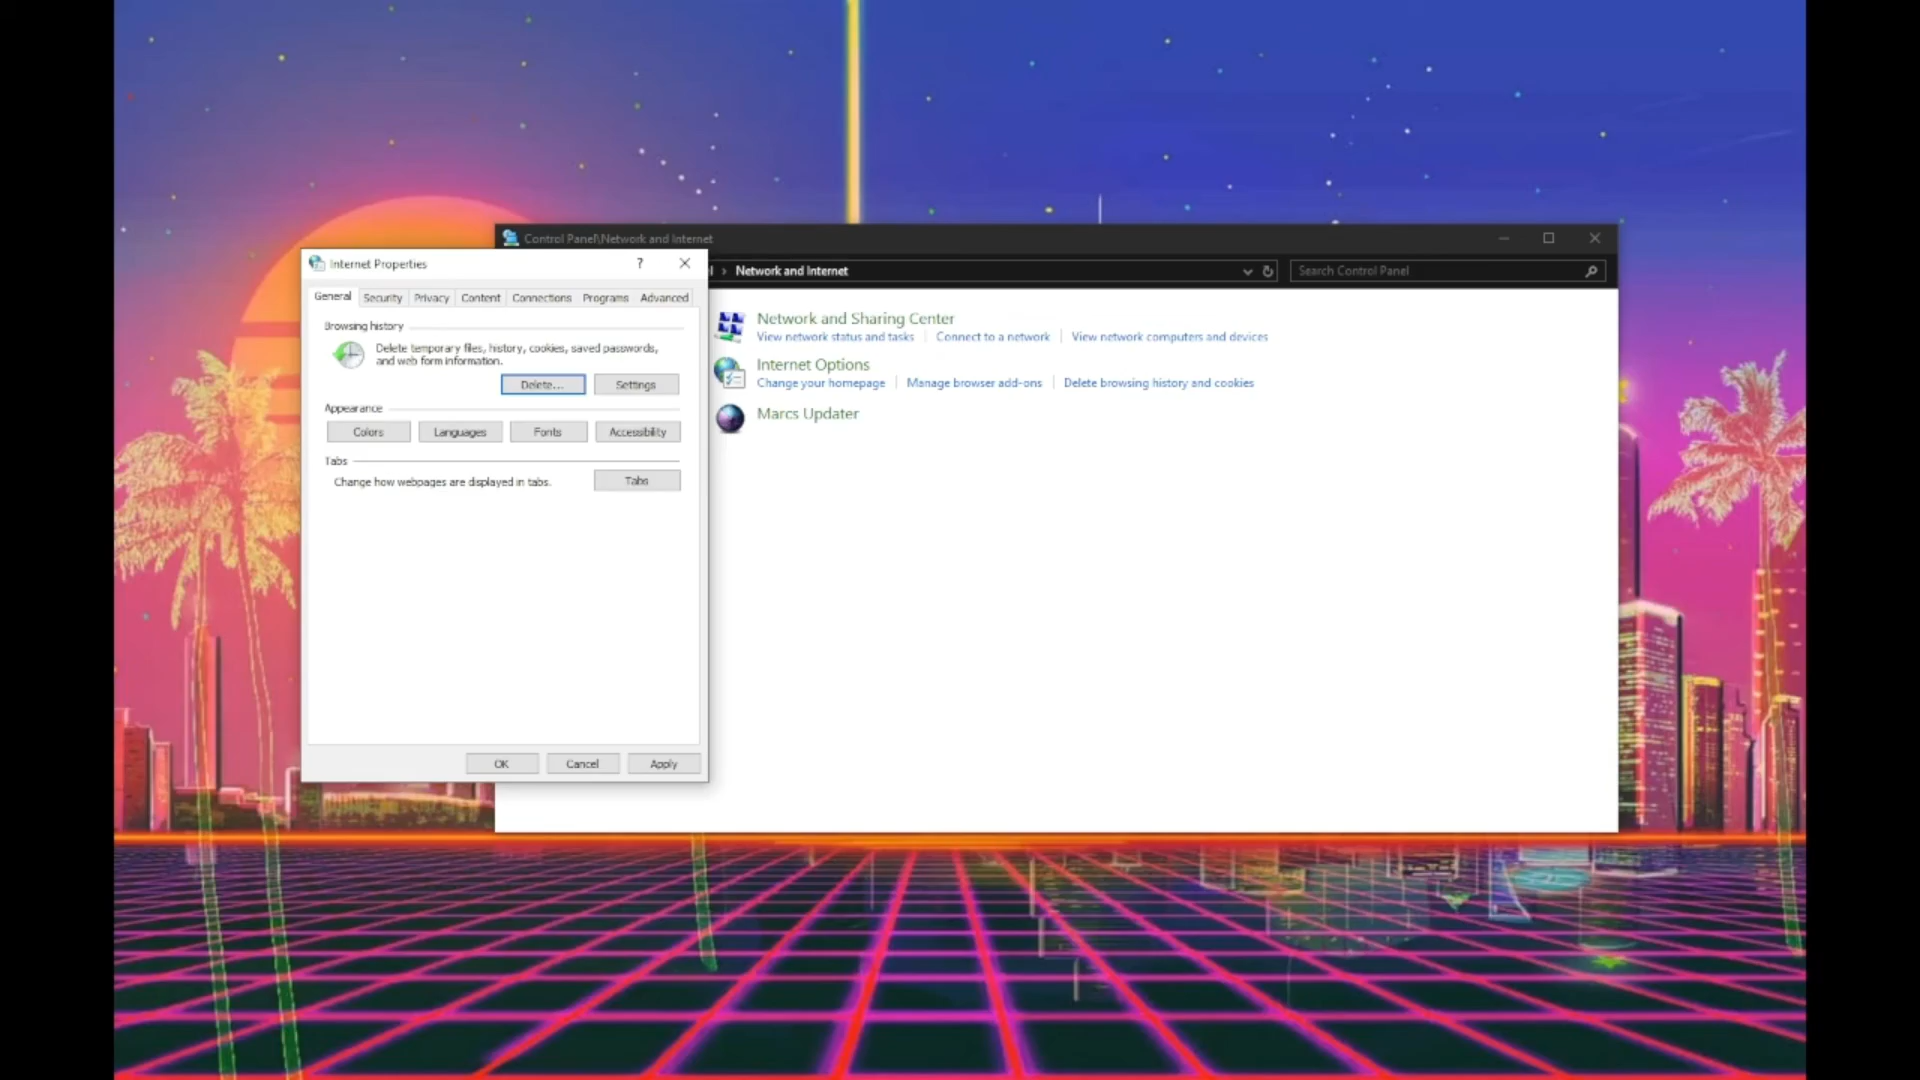 Control Panel\Network and Internet
Network and Internet
Search Control Panel
Internet Properties
?
General Security Privacy Content Connections Programs Advanced
Browsing history
Delete temporary files, history, cookies, saved passwords,
and web form information.
Delete... Settings
Appearance
Colors Languages Fonts Accessibility
Tabs
Change how webpages are displayed in tabs. Tabs
OK Cancel Apply
Network and Sharing Center
View network status and tasks Connect to a network View network computers and devices
Internet Options
Change your homepage Manage browser add-ons Delete browsing history and cookies
Marcs Updater